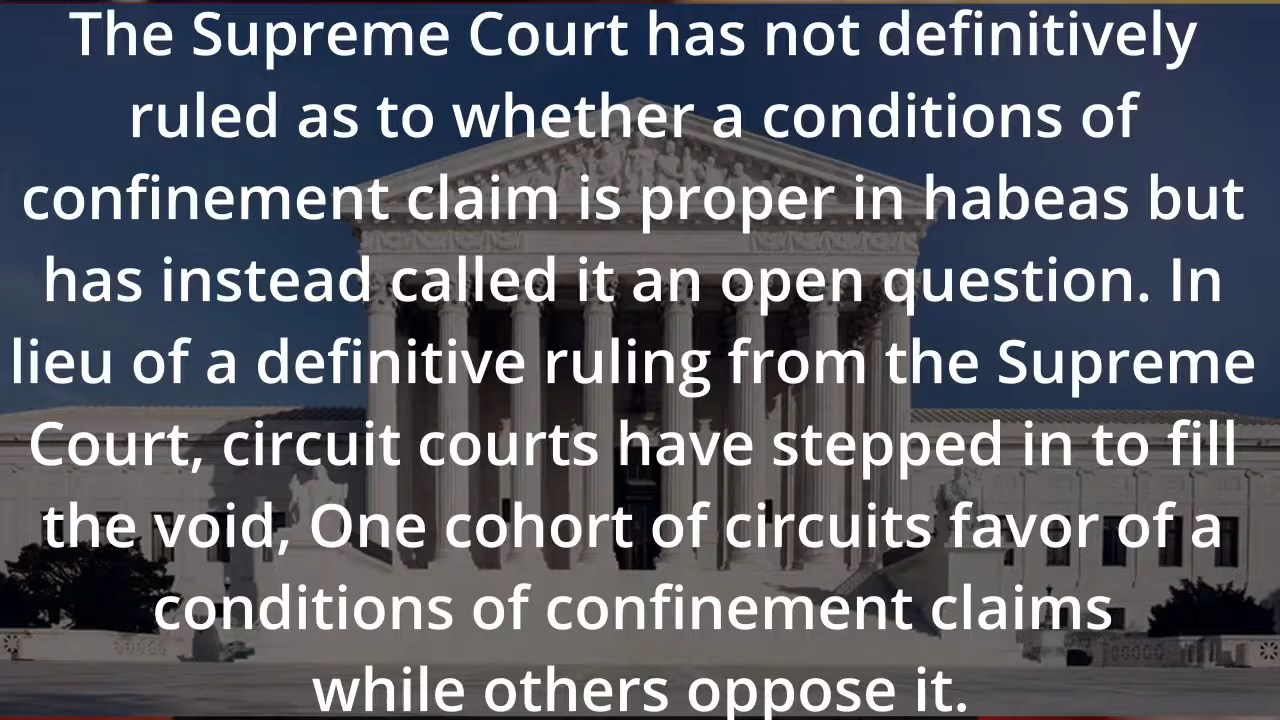 The Supreme Court has not definitively
ruled as to whether a conditions of
confinement claim is proper in habeas but
has instead called it an open question. In
lieu of a definitive ruling from the Supreme
Court, circuit courts have stepped in to fill
the void, One cohort of circuits favor of a
conditions of confinement claims
while others oppose it.